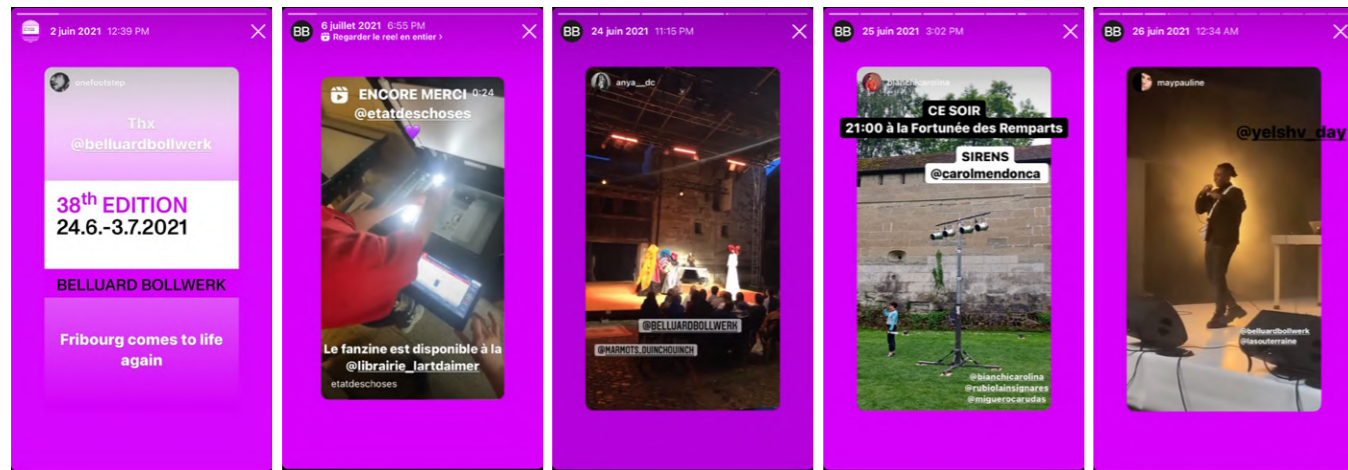 2 juin 2021 12:39 PM
onefootstep
Thx
@belluardbollwerk
38th EDITION
24.6.-3.7.2021
BELLUARD BOLLWERK
Fribourg comes to life
again
BB
6 juillet 2021 6:55 PM
Regarder le reel en entier >
ENCORE MERCI 0:24
@etatdeschoses
Le fanzine est disponible à la
@librairie_lartdaimer
etatdeschoses
BB 24 juin 2021 11:15 PM
anya__dc
@BELLUARDBOLLWERK
@MARMOTS_OUINCHOUINCH
BB 25 juin 2021 3:02 PM
bianchicarolina
CE SOIR
21:00 à la Fortunée des Remparts
SIRENS
@carolmendonca
@bianchicarolina
@rubiolainsignares
@miguerocarudas
BB 26 juin 2021 12:34 AM
maypauline
@yelshv_day
@belluardbollwerk
@lasouterraine